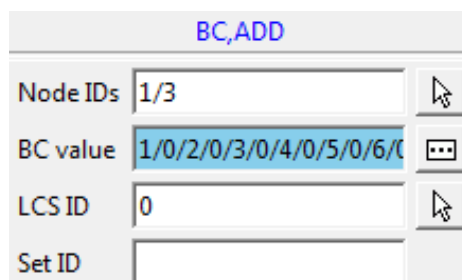 BC,ADD
Node IDs 1/3
BC value 1/0/2/0/3/0/4/0/5/0/6/0
LCS ID 0
Set ID